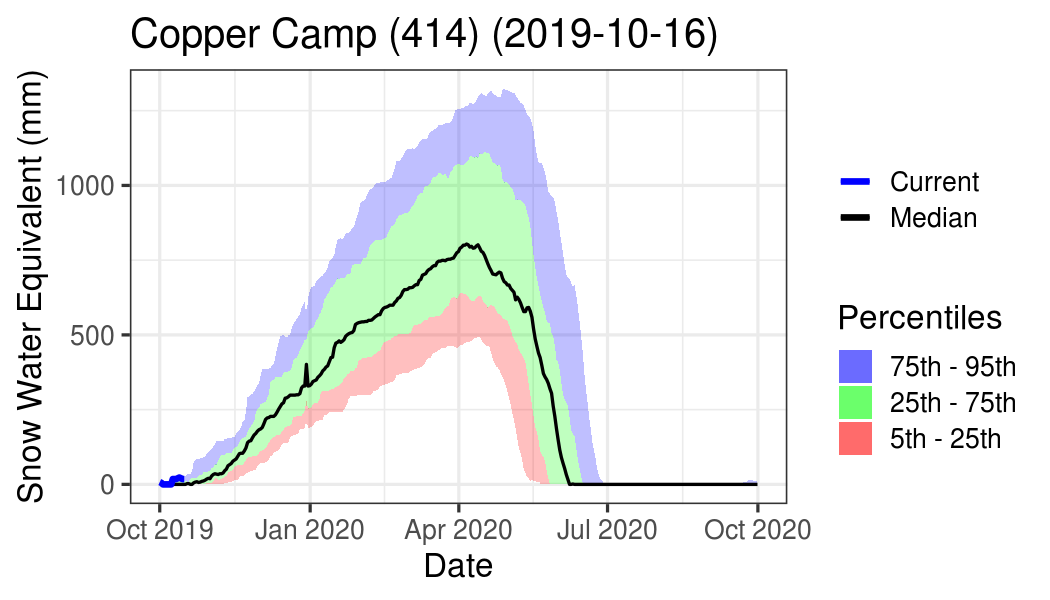 Copper Camp (414) (2019-10-16)
Snow Water Equivalent (mm)
1000
500
0
Oct 2019 Jan 2020 Apr 2020 Jul 2020 Oct 2020
Date
Current
Median
Percentiles
75th - 95th
25th - 75th
5th - 25th